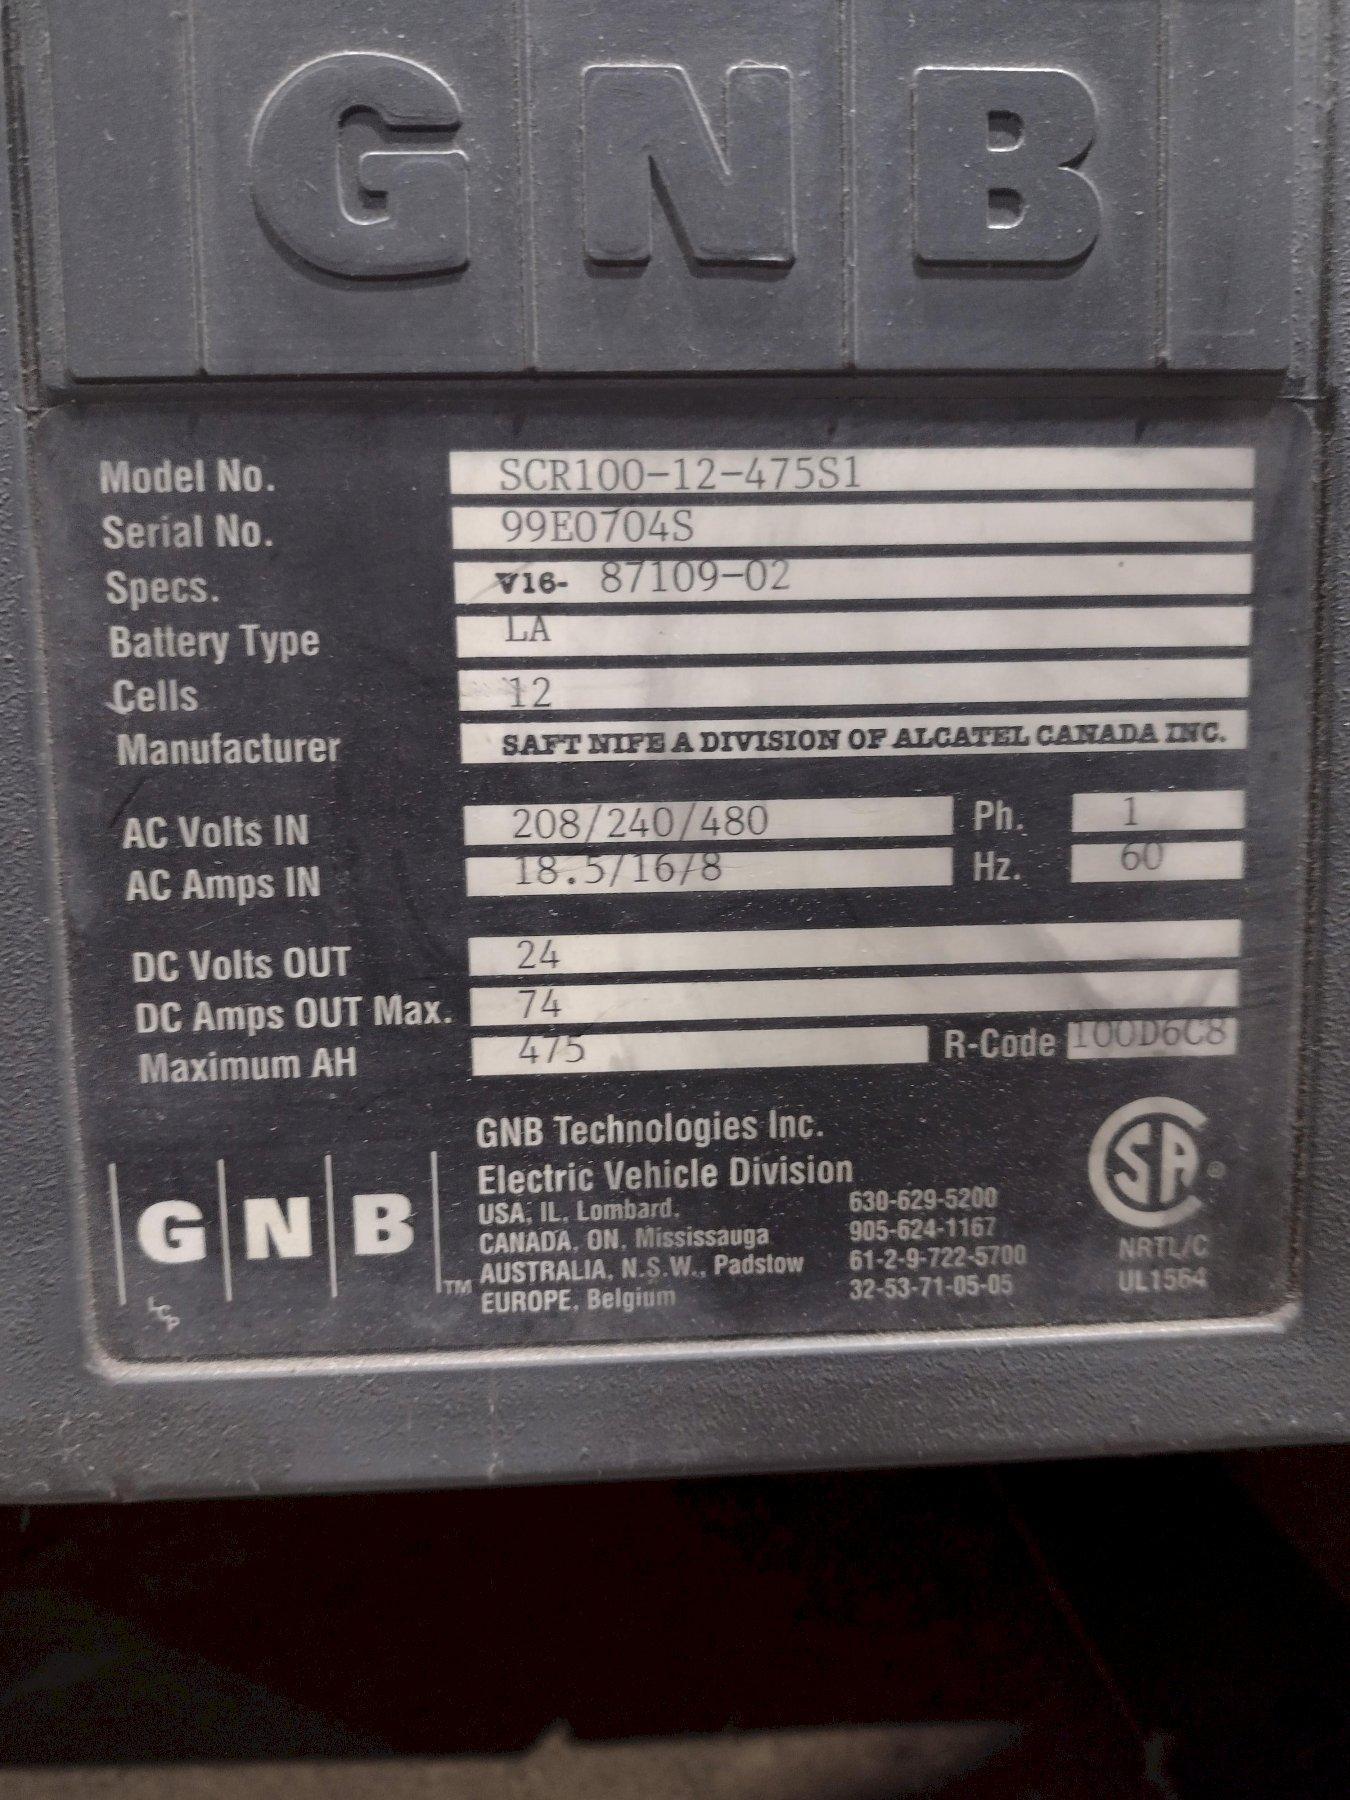 GNB
Model No. SCR100-12-475S1
Serial No. 99E0704S
Specs. V16- 87109-02
Battery Type LA
Cells 12
Manufacturer SAFT NIFE A DIVISION OF ALCATEL CANADA INC.
AC Volts IN 208/240/480 Ph. 1
AC Amps IN 18.5/16/8 Hz. 60
DC Volts OUT 24
DC Amps OUT Max. 74
Maximum AH 475 R-Code 100D6C8
GNB Technologies Inc.
Electric Vehicle Division
USA, IL, Lombard, 630-629-5200
CANADA, ON, Mississauga 905-624-1167
AUSTRALIA, N.S.W., Padstow 61-2-9-722-5700
EUROPE, Belgium 32-53-71-05-05
GNB TM
LCP
SA ®
NRTL/C
UL1564